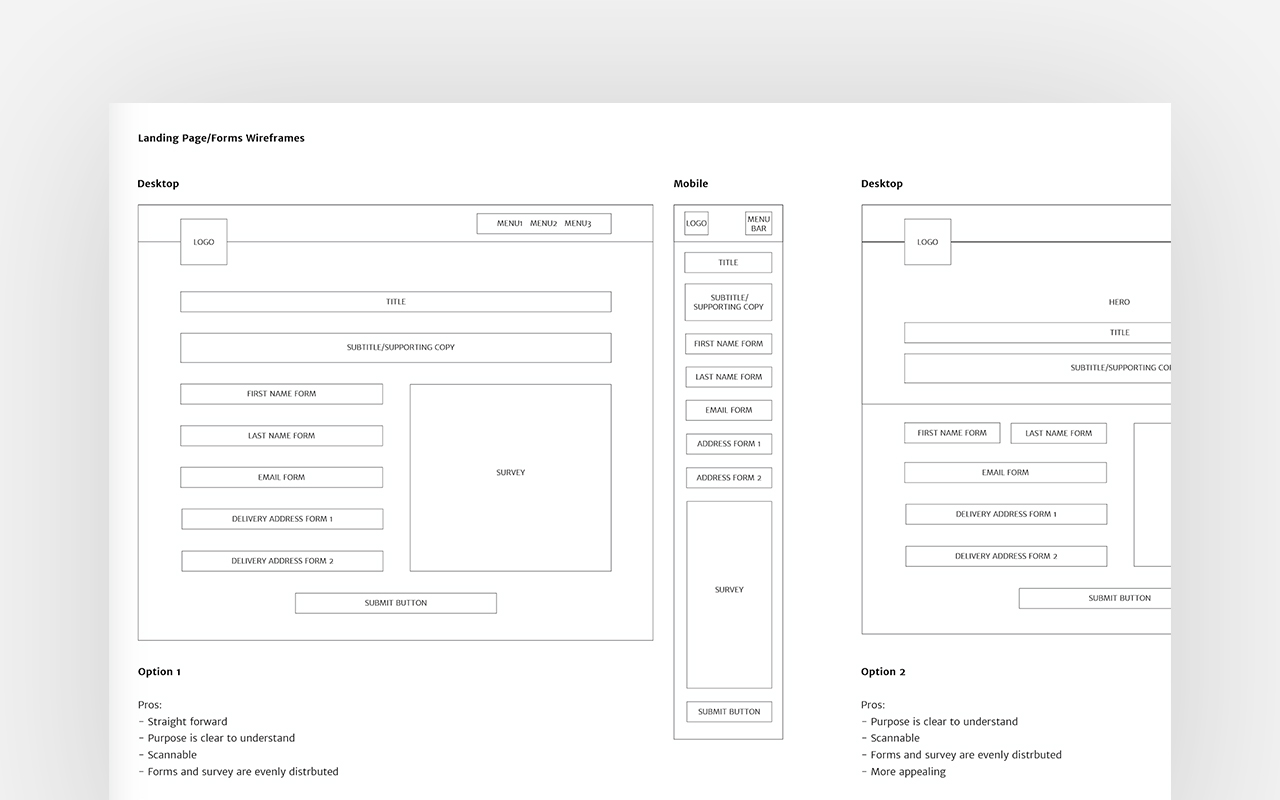 Landing Page/Forms Wireframes
Desktop
LOGO
MENU1 MENU2 MENU3
TITLE
SUBTITLE/SUPPORTING COPY
FIRST NAME FORM
LAST NAME FORM
EMAIL FORM
DELIVERY ADDRESS FORM 1
DELIVERY ADDRESS FORM 2
SURVEY
SUBMIT BUTTON
Option 1
Pros:
- Straight forward
- Purpose is clear to understand
- Scannable
- Forms and survey are evenly distrbuted
Mobile
LOGO
MENU
BAR
TITLE
SUBTITLE/
SUPPORTING COPY
FIRST NAME FORM
LAST NAME FORM
EMAIL FORM
ADDRESS FORM 1
ADDRESS FORM 2
SURVEY
SUBMIT BUTTON
Desktop
LOGO
HERO
TITLE
SUBTITLE/SUPPORTING CO
FIRST NAME FORM
LAST NAME FORM
EMAIL FORM
DELIVERY ADDRESS FORM 1
DELIVERY ADDRESS FORM 2
SUBMIT BUTTON
Option 2
Pros:
- Purpose is clear to understand
- Scannable
- Forms and survey are evenly distrbuted
- More appealing